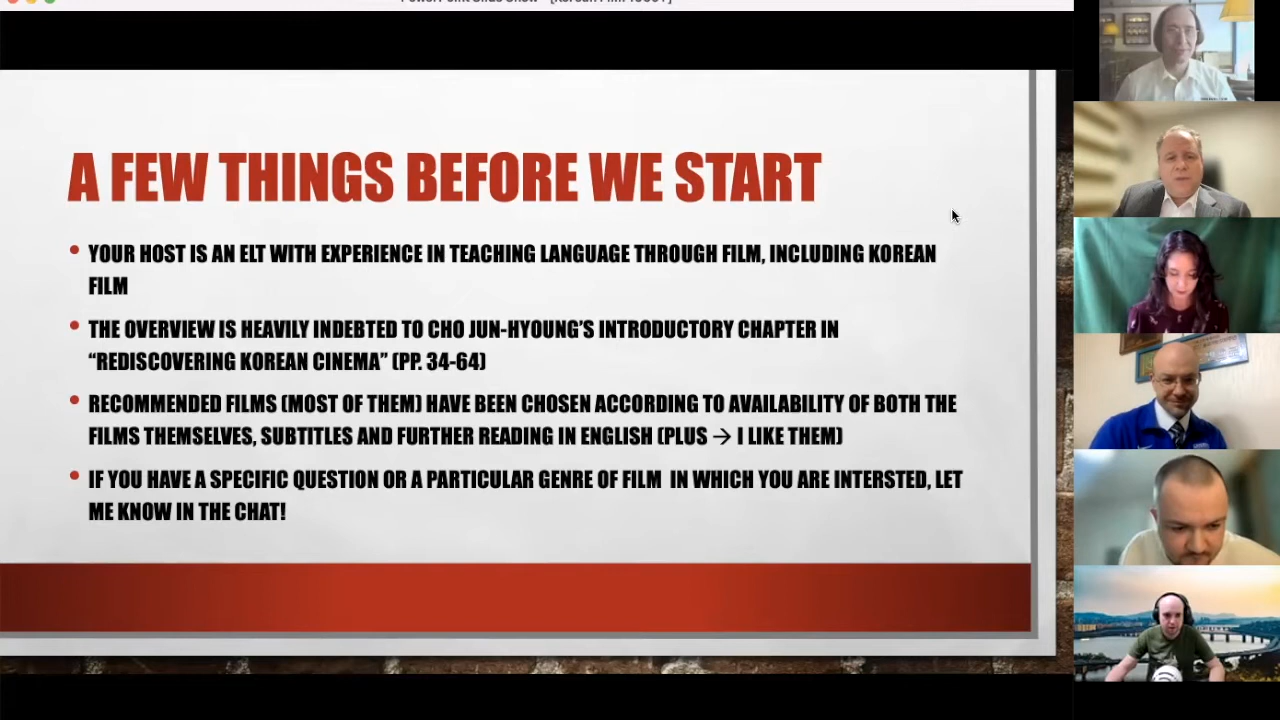 A FEW THINGS BEFORE WE START
• YOUR HOST IS AN ELT WITH EXPERIENCE IN TEACHING LANGUAGE THROUGH FILM, INCLUDING KOREAN
FILM
• THE OVERVIEW IS HEAVILY INDEBTED TO CHO JUN-HYOUNG'S INTRODUCTORY CHAPTER IN
“REDISCOVERING KOREAN CINEMA” (PP. 34-64)
• RECOMMENDED FILMS (MOST OF THEM) HAVE BEEN CHOSEN ACCORDING TO AVAILABILITY OF BOTH THE
FILMS THEMSELVES, SUBTITLES AND FURTHER READING IN ENGLISH (PLUS → I LIKE THEM)
• IF YOU HAVE A SPECIFIC QUESTION OR A PARTICULAR GENRE OF FILM IN WHICH YOU ARE INTERSTED, LET
ME KNOW IN THE CHAT!